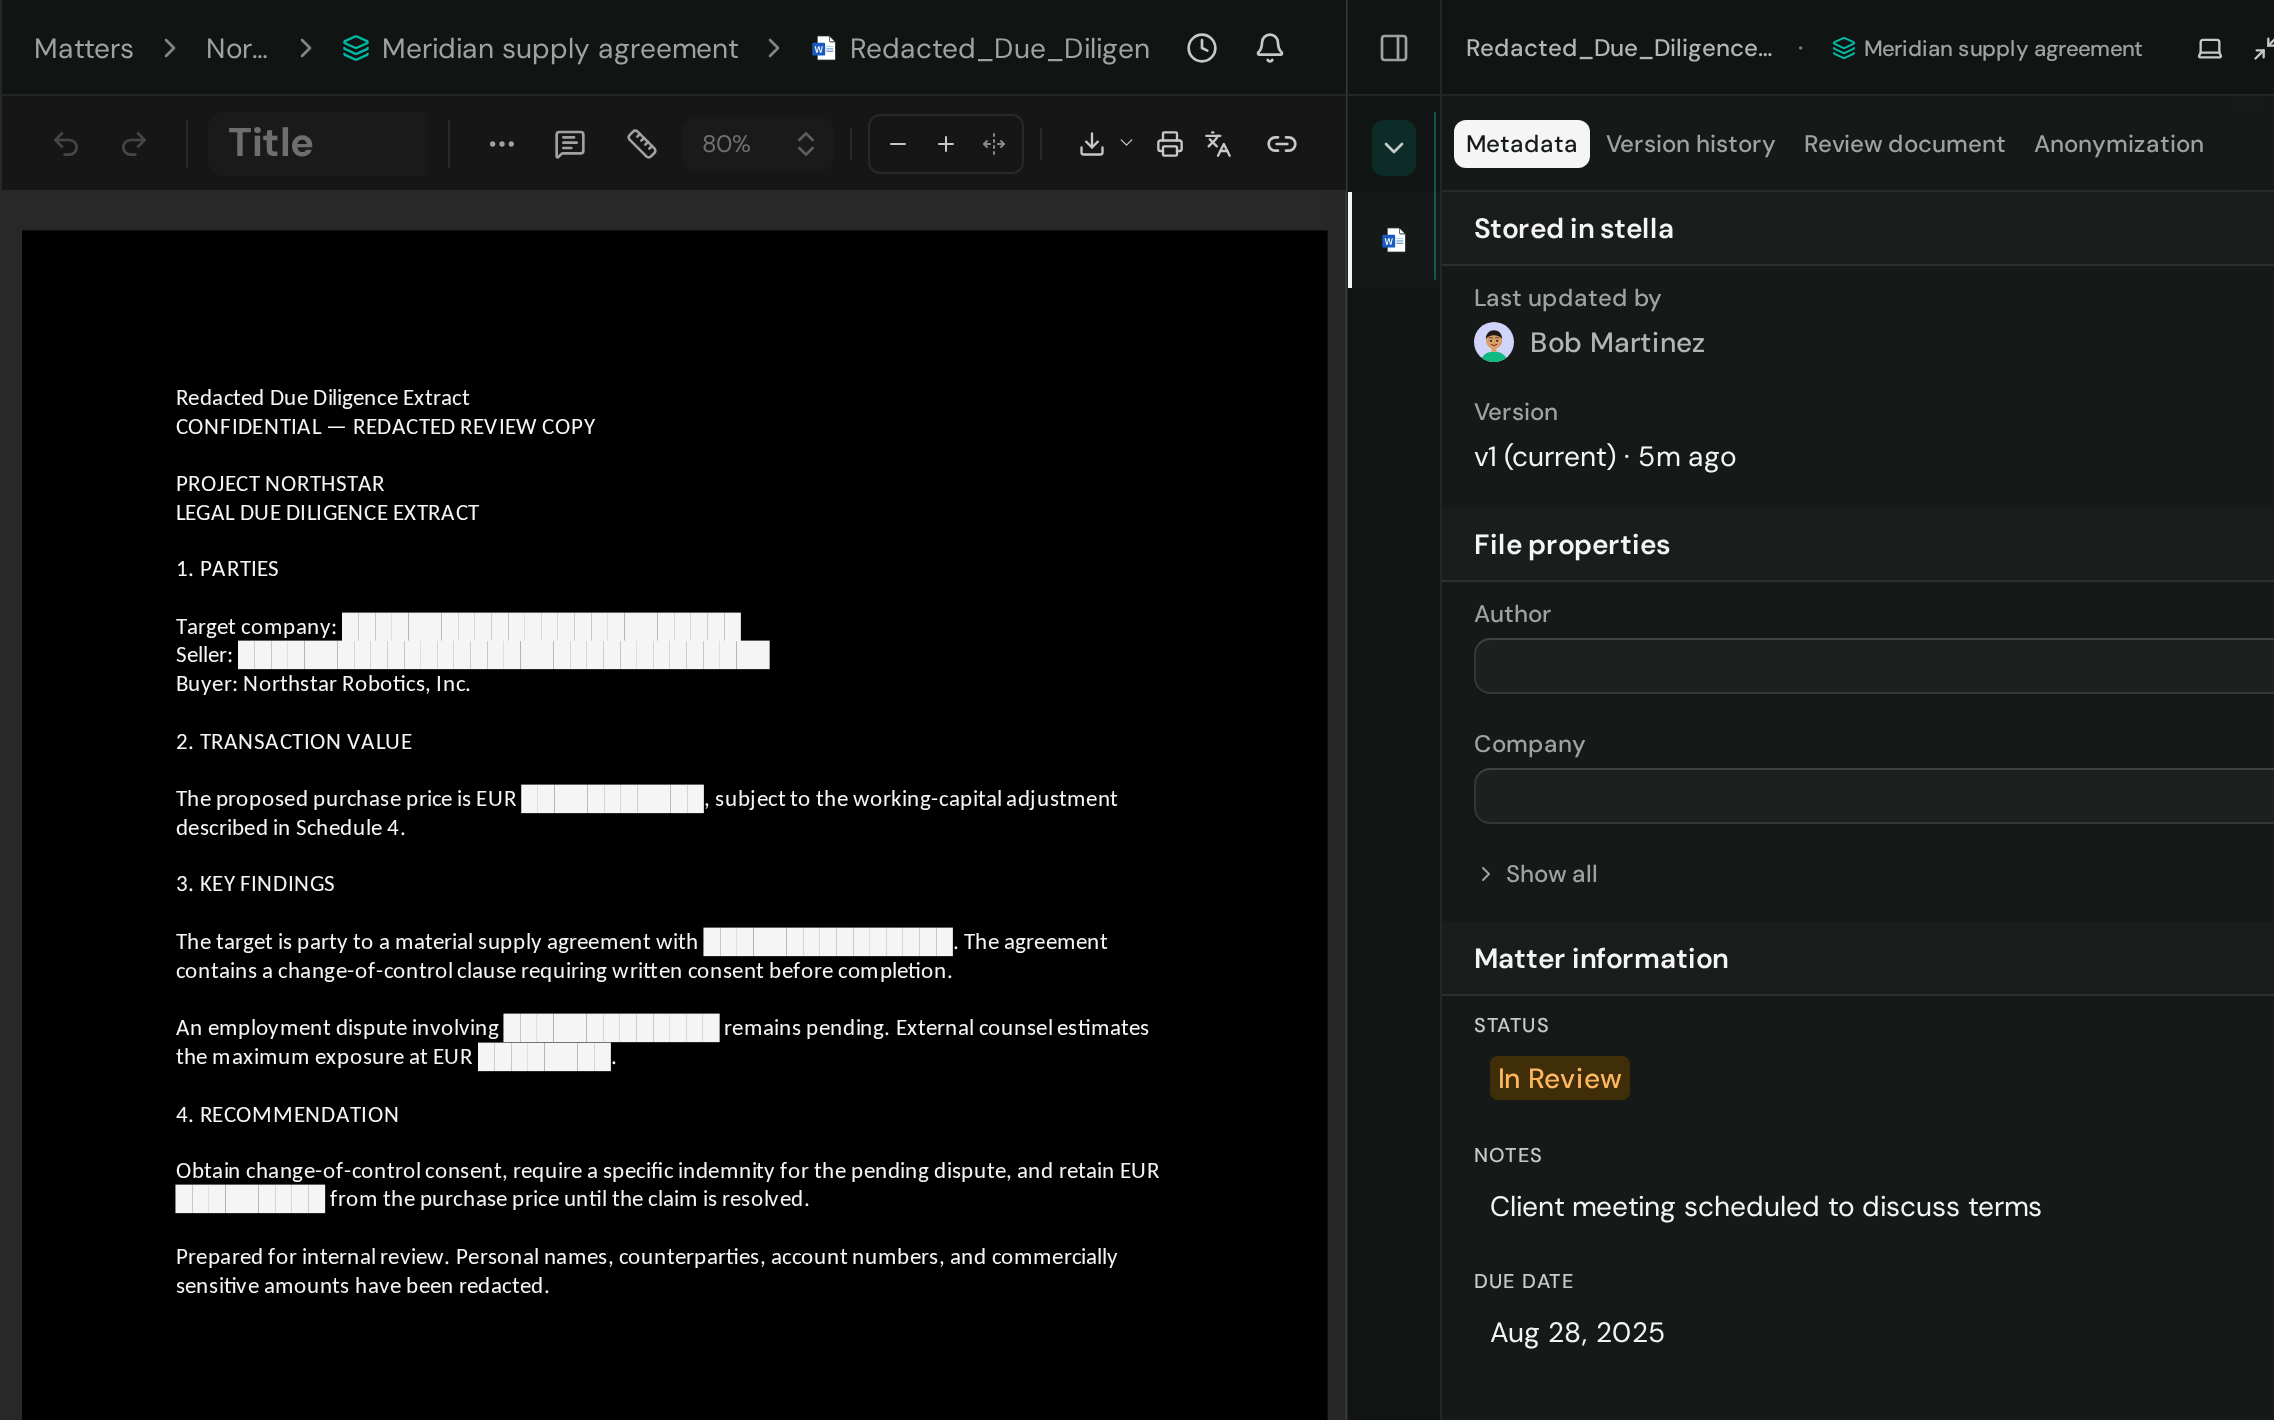 Matters > Nor... > Meridian supply agreement > Redacted_Due_Diligen
Redacted_Due_Diligence... · Meridian supply agreement
Title
80%
Metadata Version history Review document Anonymization
Redacted Due Diligence Extract
CONFIDENTIAL — REDACTED REVIEW COPY
PROJECT NORTHSTAR
LEGAL DUE DILIGENCE EXTRACT
1. PARTIES
Target company:
Seller:
Buyer: Northstar Robotics, Inc.
2. TRANSACTION VALUE
The proposed purchase price is EUR , subject to the working-capital adjustment
described in Schedule 4.
3. KEY FINDINGS
The target is party to a material supply agreement with . The agreement
contains a change-of-control clause requiring written consent before completion.
An employment dispute involving remains pending. External counsel estimates
the maximum exposure at EUR .
4. RECOMMENDATION
Obtain change-of-control consent, require a specific indemnity for the pending dispute, and retain EUR
from the purchase price until the claim is resolved.
Prepared for internal review. Personal names, counterparties, account numbers, and commercially
sensitive amounts have been redacted.
Stored in stella
Last updated by
Bob Martinez
Version
v1 (current) · 5m ago
File properties
Author
Company
Show all
Matter information
STATUS
In Review
NOTES
Client meeting scheduled to discuss terms
DUE DATE
Aug 28, 2025